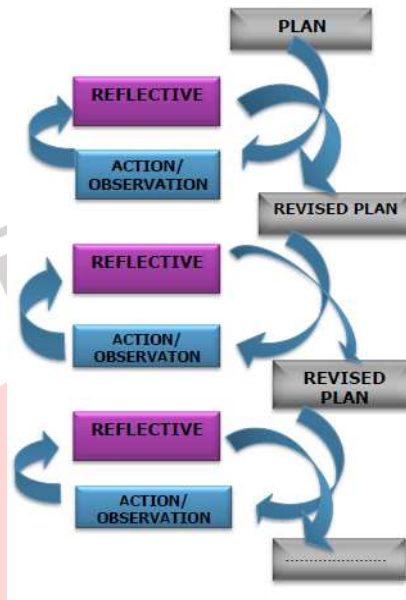 PLAN
REFLECTIVE
ACTION/
OBSERVATION
REVISED PLAN
REFLECTIVE
ACTION/
OBSERVATON
REVISED
PLAN
REFLECTIVE
ACTION/
OBSERVATION
........................